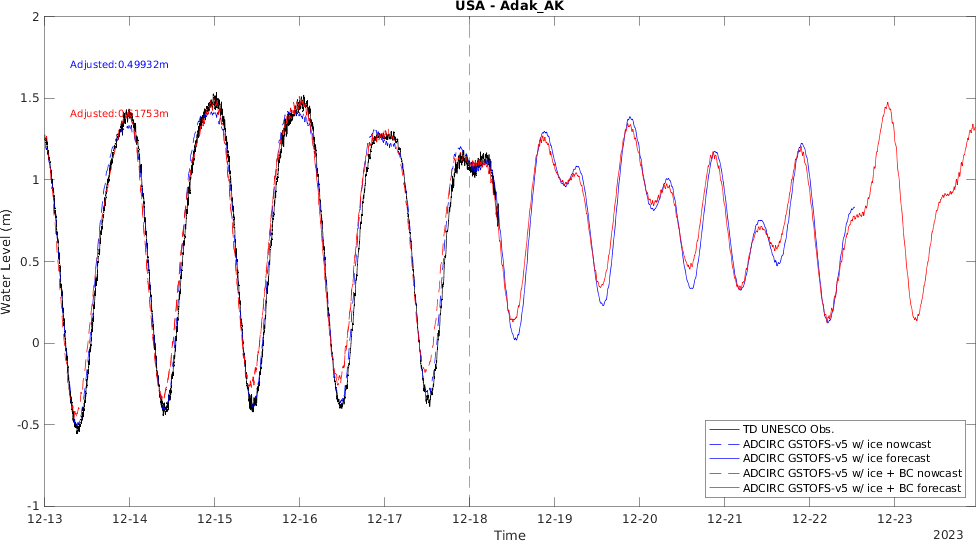 USA - Adak_AK
2
Adjusted:0.49932m
1.5
1
Water Level (m)
0.5
0
-0.5
TD UNESCO Obs.
ADCIRC GSTOFS-v5 w/ ice nowcast
ADCIRC GSTOFS-v5 w/ ice forecast
ADCIRC GSTOFS-v5 w/ ice + BC nowcast
ADCIRC GSTOFS-v5 w/ ice + BC forecast
-1
12-13 12-14 12-15 12-16 12-17 12-18 12-19 12-20 12-21 12-22 12-23
Time
2023